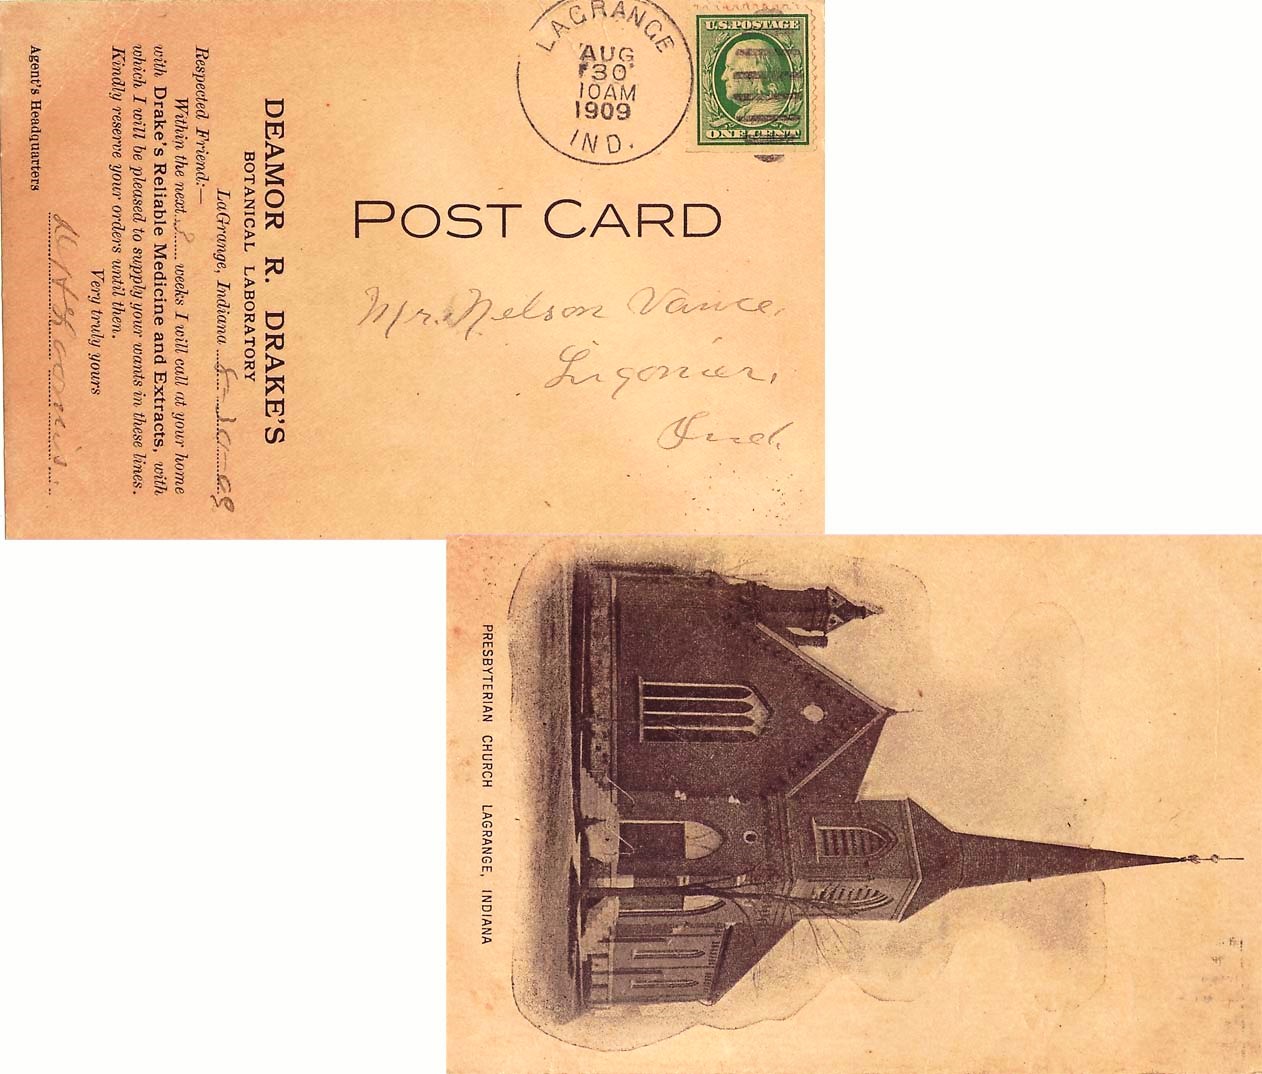 LAGRANGE
AUG
30
10AM
1909
IND.
U.S. POSTAGE
ONE CENT
POST CARD
Mr. Nelson Vance.
Ligonier,
Ind.
DEAMOR R. DRAKE'S
BOTANICAL LABORATORY
LaGrange, Indiana
Respected Friend:—
Within the next 3 weeks I will call at your home
with Drake's Reliable Medicine and Extracts, with
which I will be pleased to supply your wants in these lines.
Kindly reserve your orders until then.
Very truly yours
Agent's Headquarters
PRESBYTERIAN CHURCH LAGRANGE, INDIANA